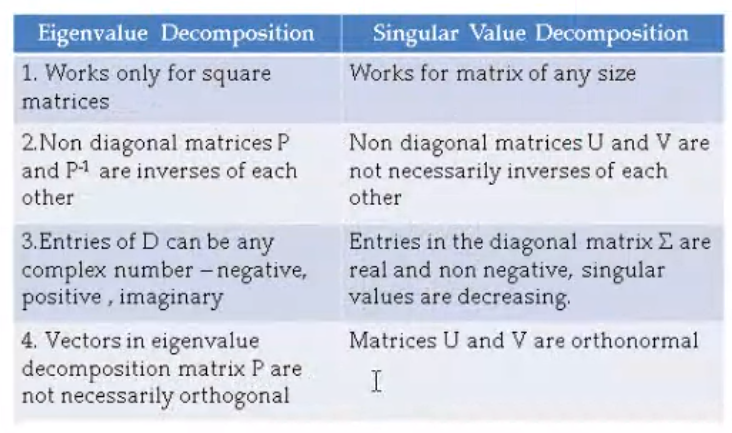 Eigenvalue Decomposition
Singular Value Decomposition
1. Works only for square
matrices
Works for matrix of any size
2.Non diagonal matrices P
and P⁻¹ are inverses of each
other
Non diagonal matrices U and V are
not necessarily inverses of each
other
3.Entries of D can be any
complex number – negative,
positive , imaginary
Entries in the diagonal matrix Σ are
real and non negative, singular
values are decreasing.
4. Vectors in eigenvalue
decomposition matrix P are
not necessarily orthogonal
Matrices U and V are orthonormal